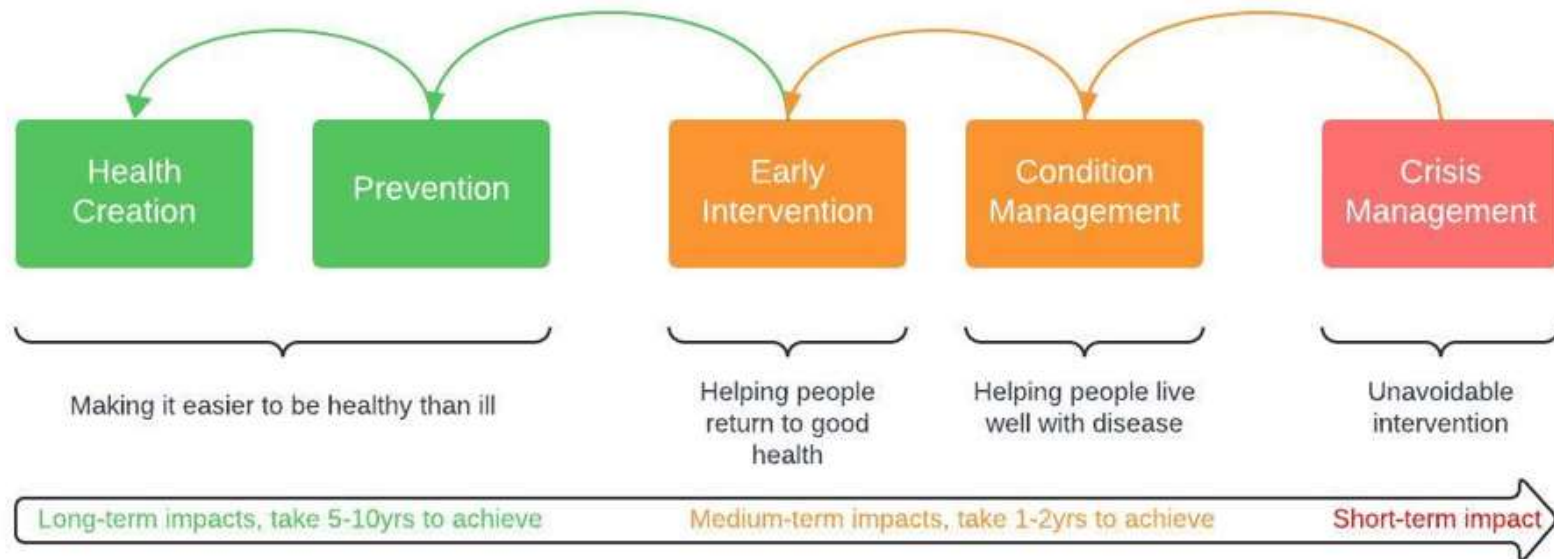 Health
Creation
Prevention
Early
Intervention
Condition
Management
Crisis
Management
Making it easier to be healthy than ill
Helping people
return to good
health
Helping people live
well with disease
Unavoidable
intervention
Long-term impacts, take 5-10yrs to achieve
Medium-term impacts, take 1-2yrs to achieve
Short-term impact